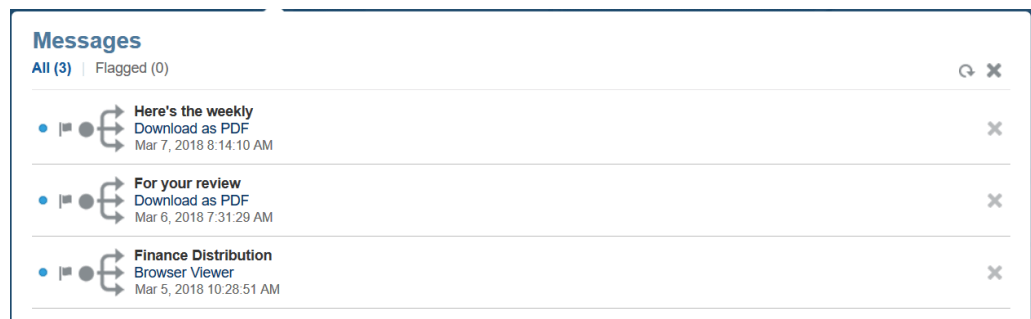 Messages
All (3) | Flagged (0)
Here's the weekly
Download as PDF
Mar 7, 2018 8:14:10 AM
For your review
Download as PDF
Mar 6, 2018 7:31:29 AM
Finance Distribution
Browser Viewer
Mar 5, 2018 10:28:51 AM